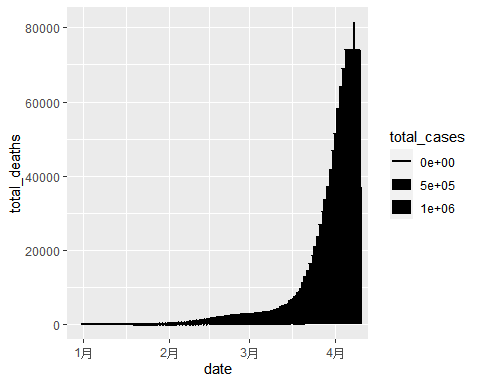 80000
60000
40000
20000
0
total_deaths
1月
2月
3月
4月
date
total_cases
0e+00
5e+05
1e+06